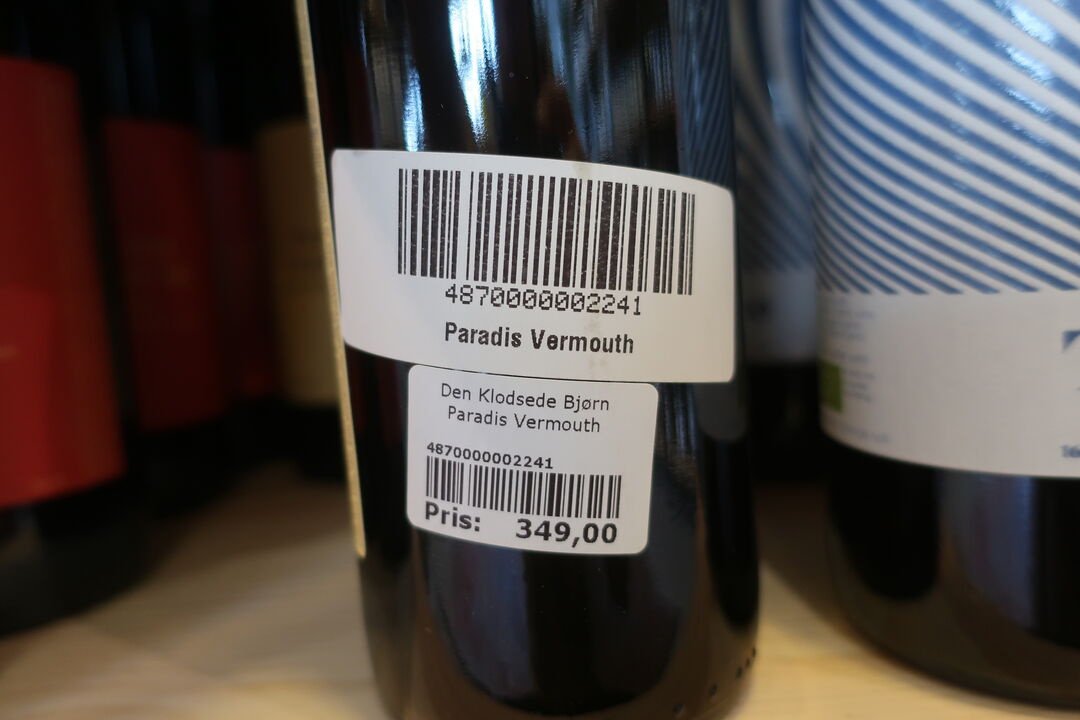 4870000002241
Paradis Vermouth
Den Klodsede Bjørn
Paradis Vermouth
4870000002241
Pris: 349,00